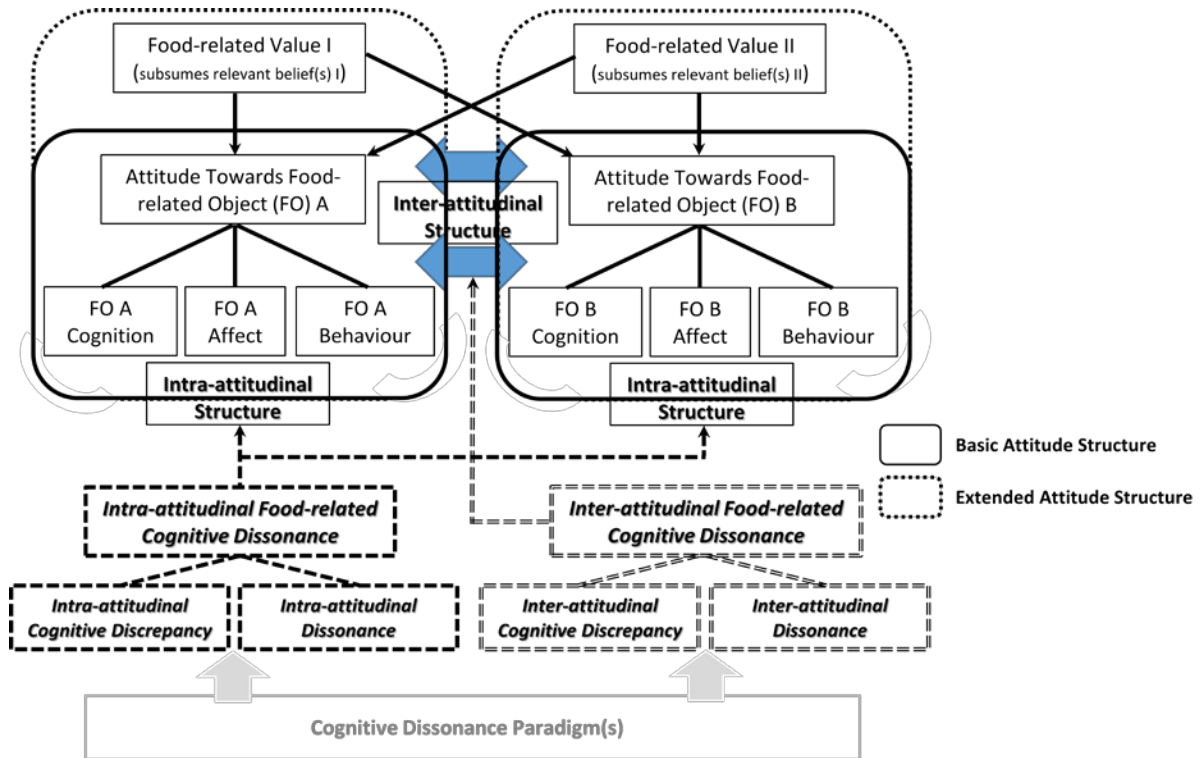 Food-related Value I
(subsumes relevant belief(s) I)
Food-related Value II
(subsumes relevant belief(s) II)
Attitude Towards Food-
related Object (FO) A
Inter-attitudinal
Structure
Attitude Towards Food-
related Object (FO) B
FO A
Cognition
FO A
Affect
FO A
Behaviour
FO B
Cognition
FO B
Affect
FO B
Behaviour
Intra-attitudinal
Structure
Intra-attitudinal
Structure
Basic Attitude Structure
Extended Attitude Structure
Intra-attitudinal Food-related
Cognitive Dissonance
Inter-attitudinal Food-related
Cognitive Dissonance
Intra-attitudinal
Cognitive Discrepancy
Intra-attitudinal
Dissonance
Inter-attitudinal
Cognitive Discrepancy
Inter-attitudinal
Dissonance
Cognitive Dissonance Paradigm(s)